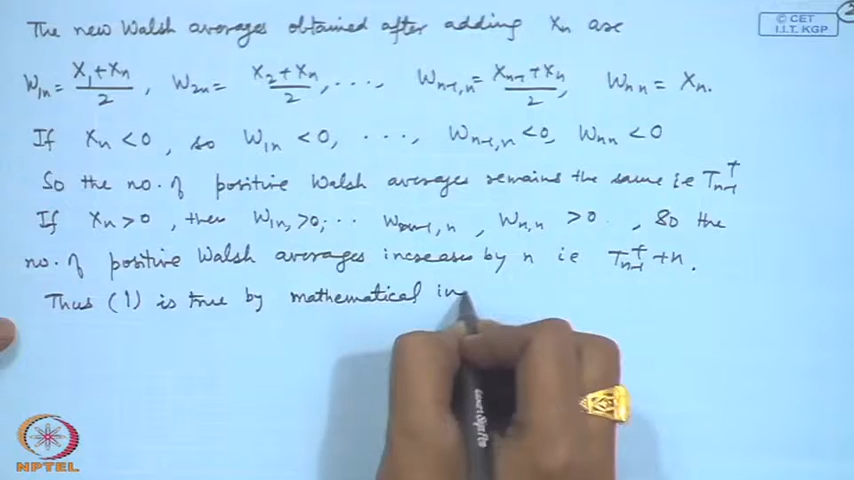 The new Walsh averages obtained after adding Xn are
W1n = X1 + Xn / 2 , W2n = X2 + Xn / 2 , ..., Wn-1,n = Xn-1 + Xn / 2 , Wnn = Xn.
If Xn < 0 , so W1n < 0, ..., Wn-1,n < 0, Wnn < 0
So the no. of positive Walsh averages remains the same i.e Tn-1+
If Xn > 0 , then W1n, > 0, ... Wn-1,n , Wn,n > 0 . , So the
no. of positive Walsh averages increases by n i.e Tn-1+ + n .
Thus (1) is true by mathematical in
© CET
I.I.T. KGP
NPTEL